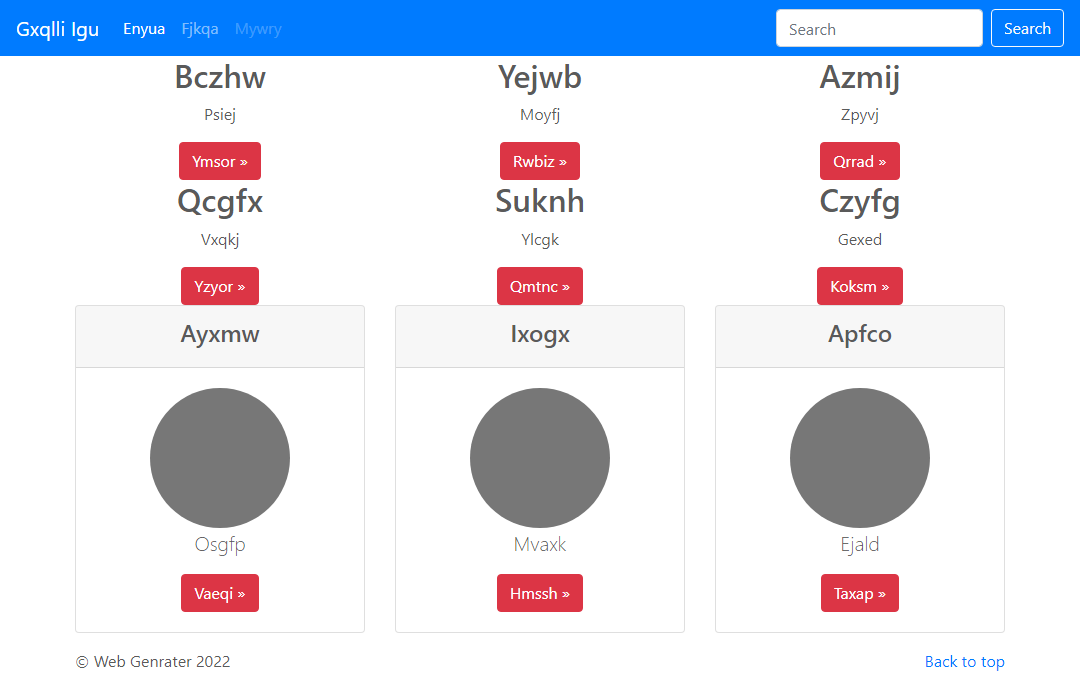 Gxqlli Igu Enyua Fjkqa Mywry Search Search
Bczhw Yejwb Azmij
Psiej Moyfj Zpyvj
Ymsor » Rwbiz » Qrrad »
Qcgfx Suknh Czyfg
Vxqkj Ylcgk Gexed
Yzyor » Qmtnc » Koksm »
Ayxmw Ixogx Apfco
Osgfp Mvaxk Ejald
Vaeqi » Hmssh » Taxap »
© Web Genrater 2022 Back to top